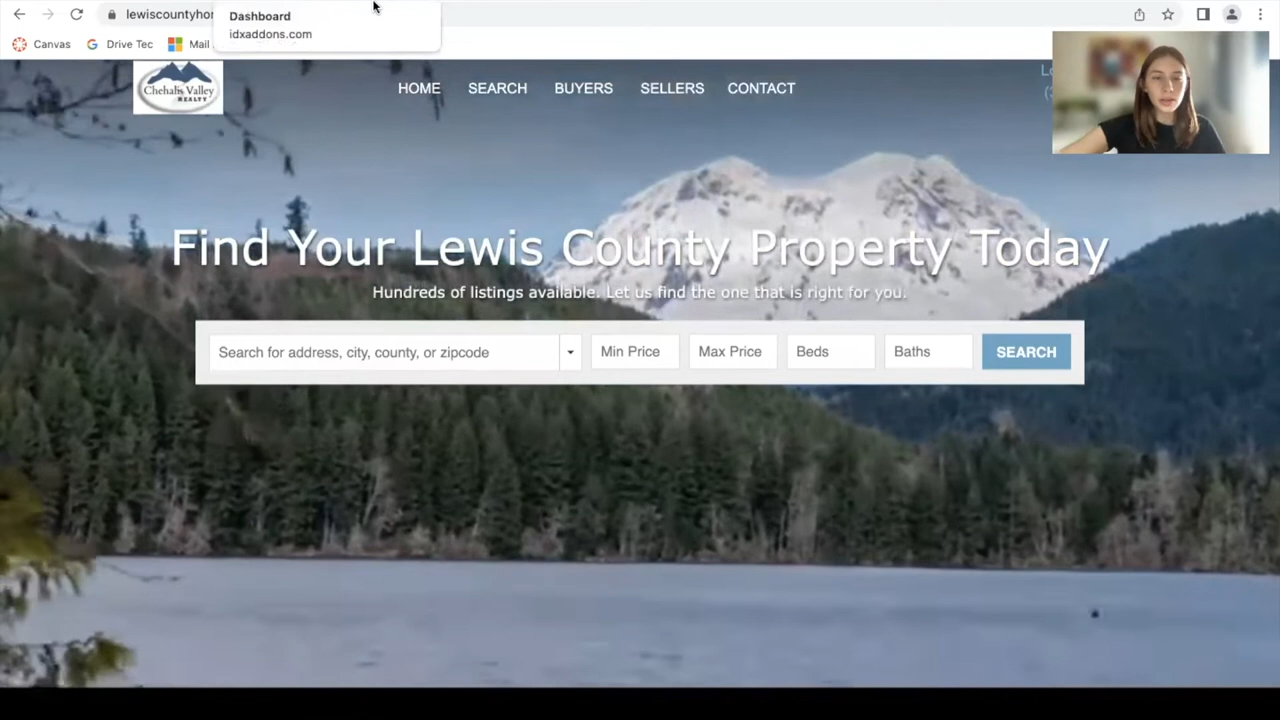 lewiscountyhor
Dashboard
idxaddons.com
Canvas
Drive Tec
Mail
Chehalis Valley
REALTY
HOME
SEARCH
BUYERS
SELLERS
CONTACT
Find Your Lewis County Property Today
Hundreds of listings available. Let us find the one that is right for you.
Search for address, city, county, or zipcode
Min Price
Max Price
Beds
Baths
SEARCH